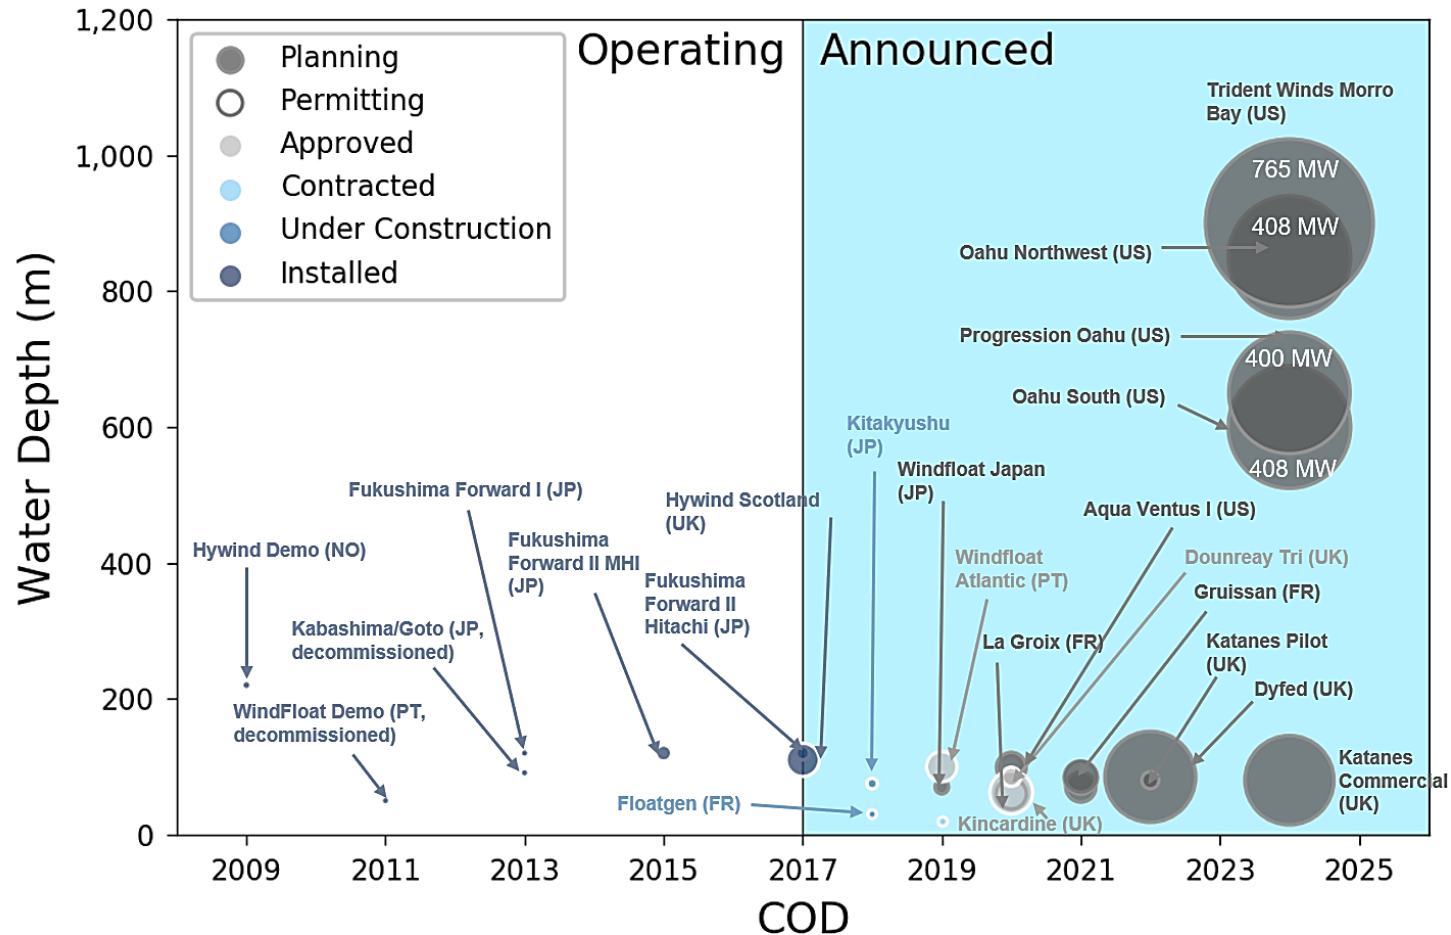 1,200
1,000
800
600
400
200
0
Water Depth (m)
Planning
Permitting
Approved
Contracted
Under Construction
Installed
Operating
Announced
Trident Winds Morro
Bay (US)
765 MW
408 MW
Oahu Northwest (US)
Progression Oahu (US)
400 MW
Oahu South (US)
408 MW
Kitakyushu
(JP)
Windfloat Japan
(JP)
Fukushima Forward I (JP)
Hywind Scotland
(UK)
Aqua Ventus I (US)
Hywind Demo (NO)
Fukushima
Forward II MHI
(JP)
Windfloat
Atlantic (PT)
Dounreay Tri (UK)
Fukushima
Forward II
Hitachi (JP)
Gruissan (FR)
Kabashima/Goto (JP,
decommissioned)
La Groix (FR)
Katanes Pilot
(UK)
Dyfed (UK)
WindFloat Demo (PT,
decommissioned)
Katanes
Commercial
(UK)
Floatgen (FR)
Kincardine (UK)
2009
2011
2013
2015
2017
2019
2021
2023
2025
COD